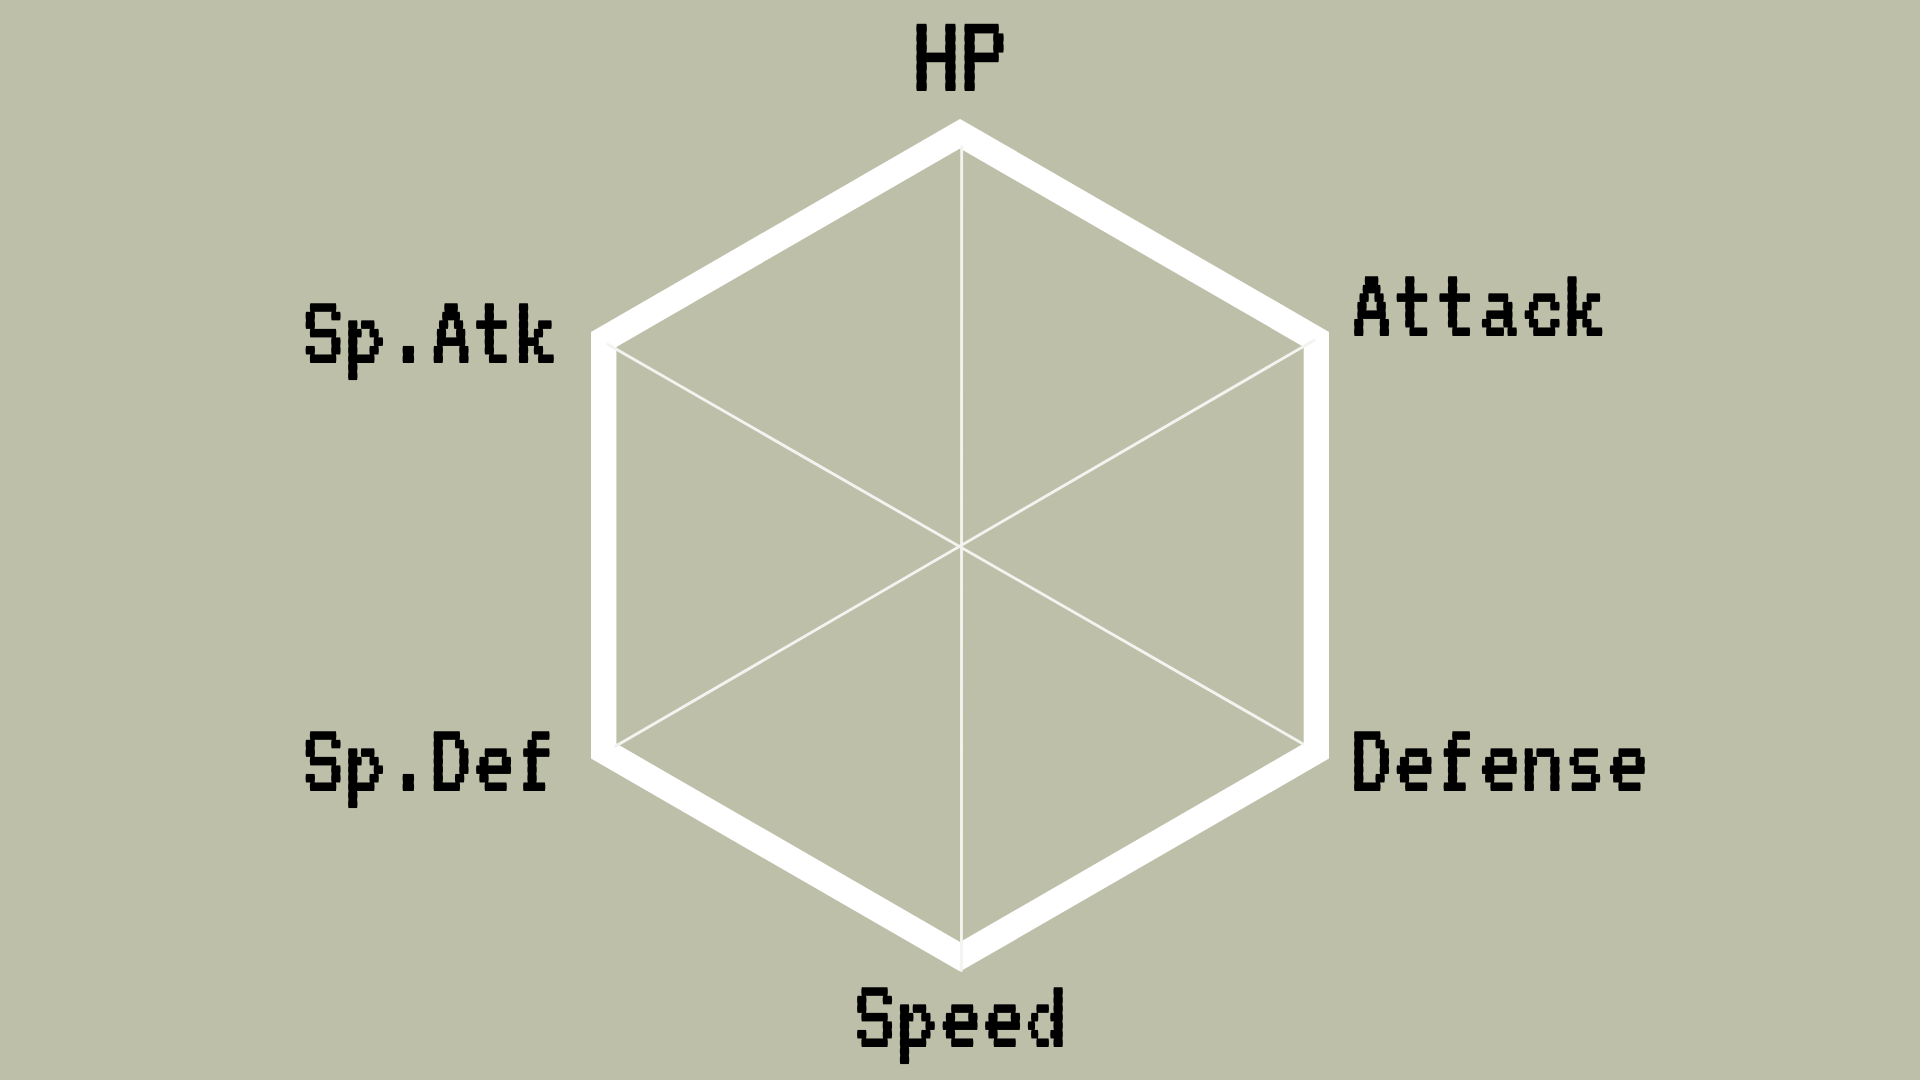 HP
Sp.Atk
Attack
Sp.Def
Defense
Speed